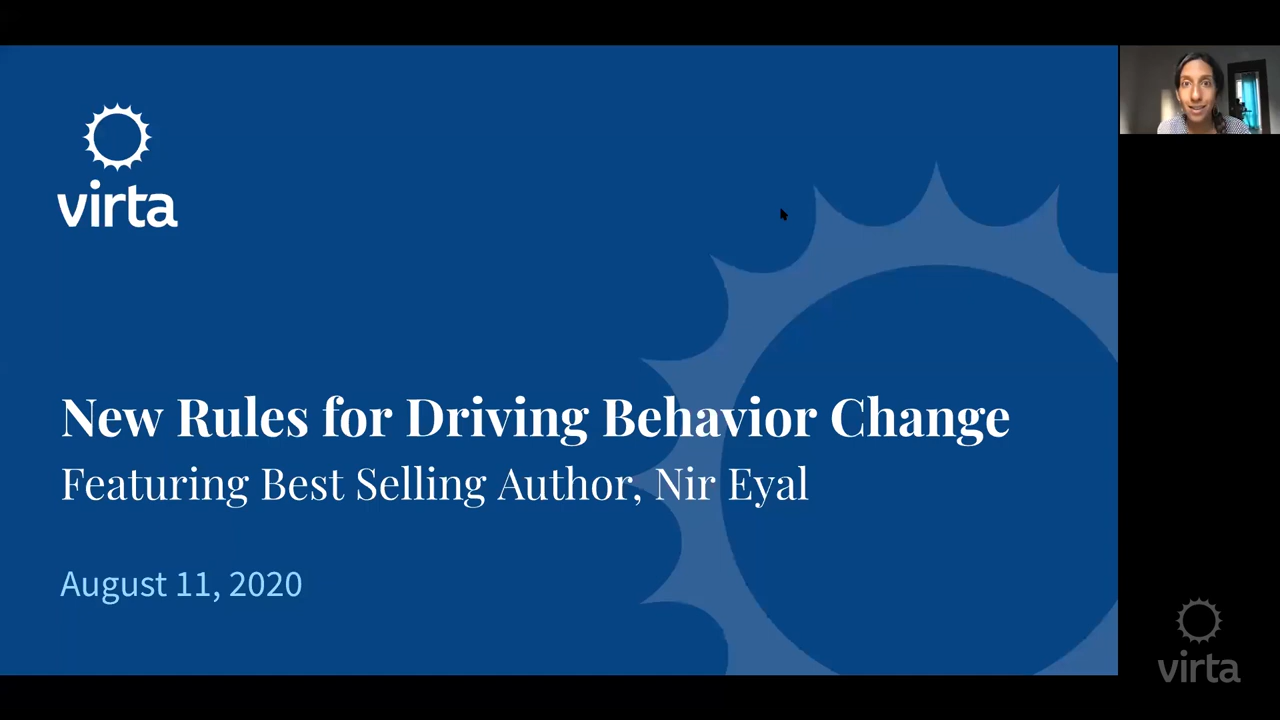 virta
New Rules for Driving Behavior Change
Featuring Best Selling Author, Nir Eyal
August 11, 2020
virta